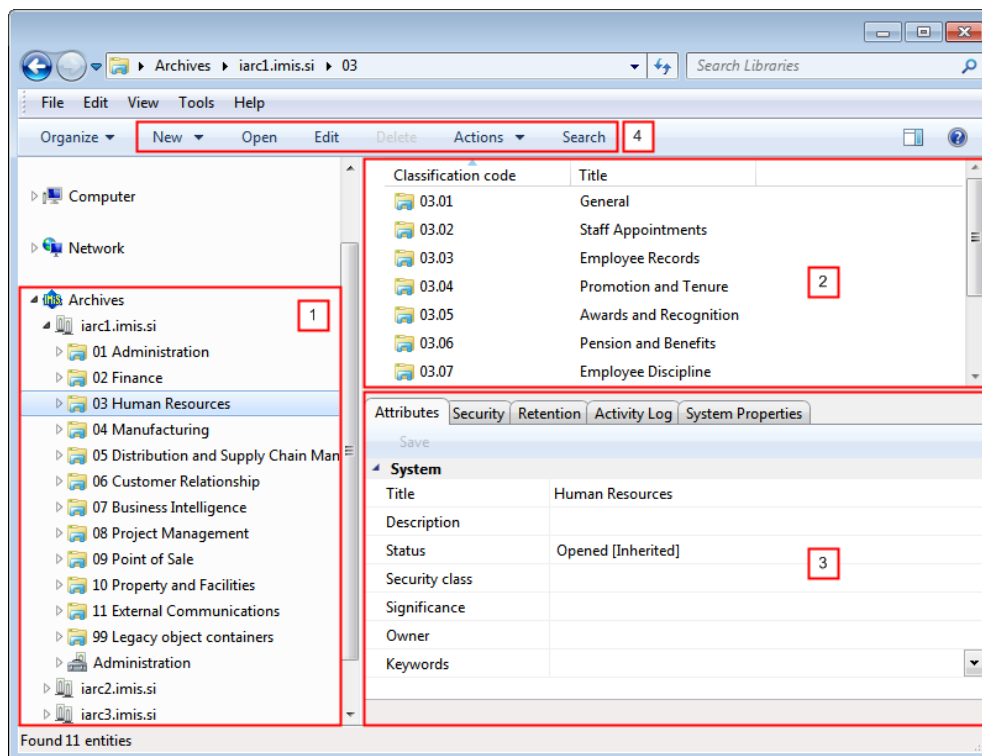 Archives iarc1.imis.si 03
Search Libraries
File Edit View Tools Help
Organize New Open Edit Delete Actions Search 4
Computer
Network
Archives
1
iarc1.imis.si
01 Administration
02 Finance
03 Human Resources
04 Manufacturing
05 Distribution and Supply Chain Man
06 Customer Relationship
07 Business Intelligence
08 Project Management
09 Point of Sale
10 Property and Facilities
11 External Communications
99 Legacy object containers
Administration
iarc2.imis.si
iarc3.imis.si
Classification code Title
03.01 General
03.02 Staff Appointments
03.03 Employee Records
03.04 Promotion and Tenure
2
03.05 Awards and Recognition
03.06 Pension and Benefits
03.07 Employee Discipline
Attributes Security Retention Activity Log System Properties
Save
System
Title Human Resources
Description
Status Opened [Inherited]
3
Security class
Significance
Owner
Keywords
Found 11 entities